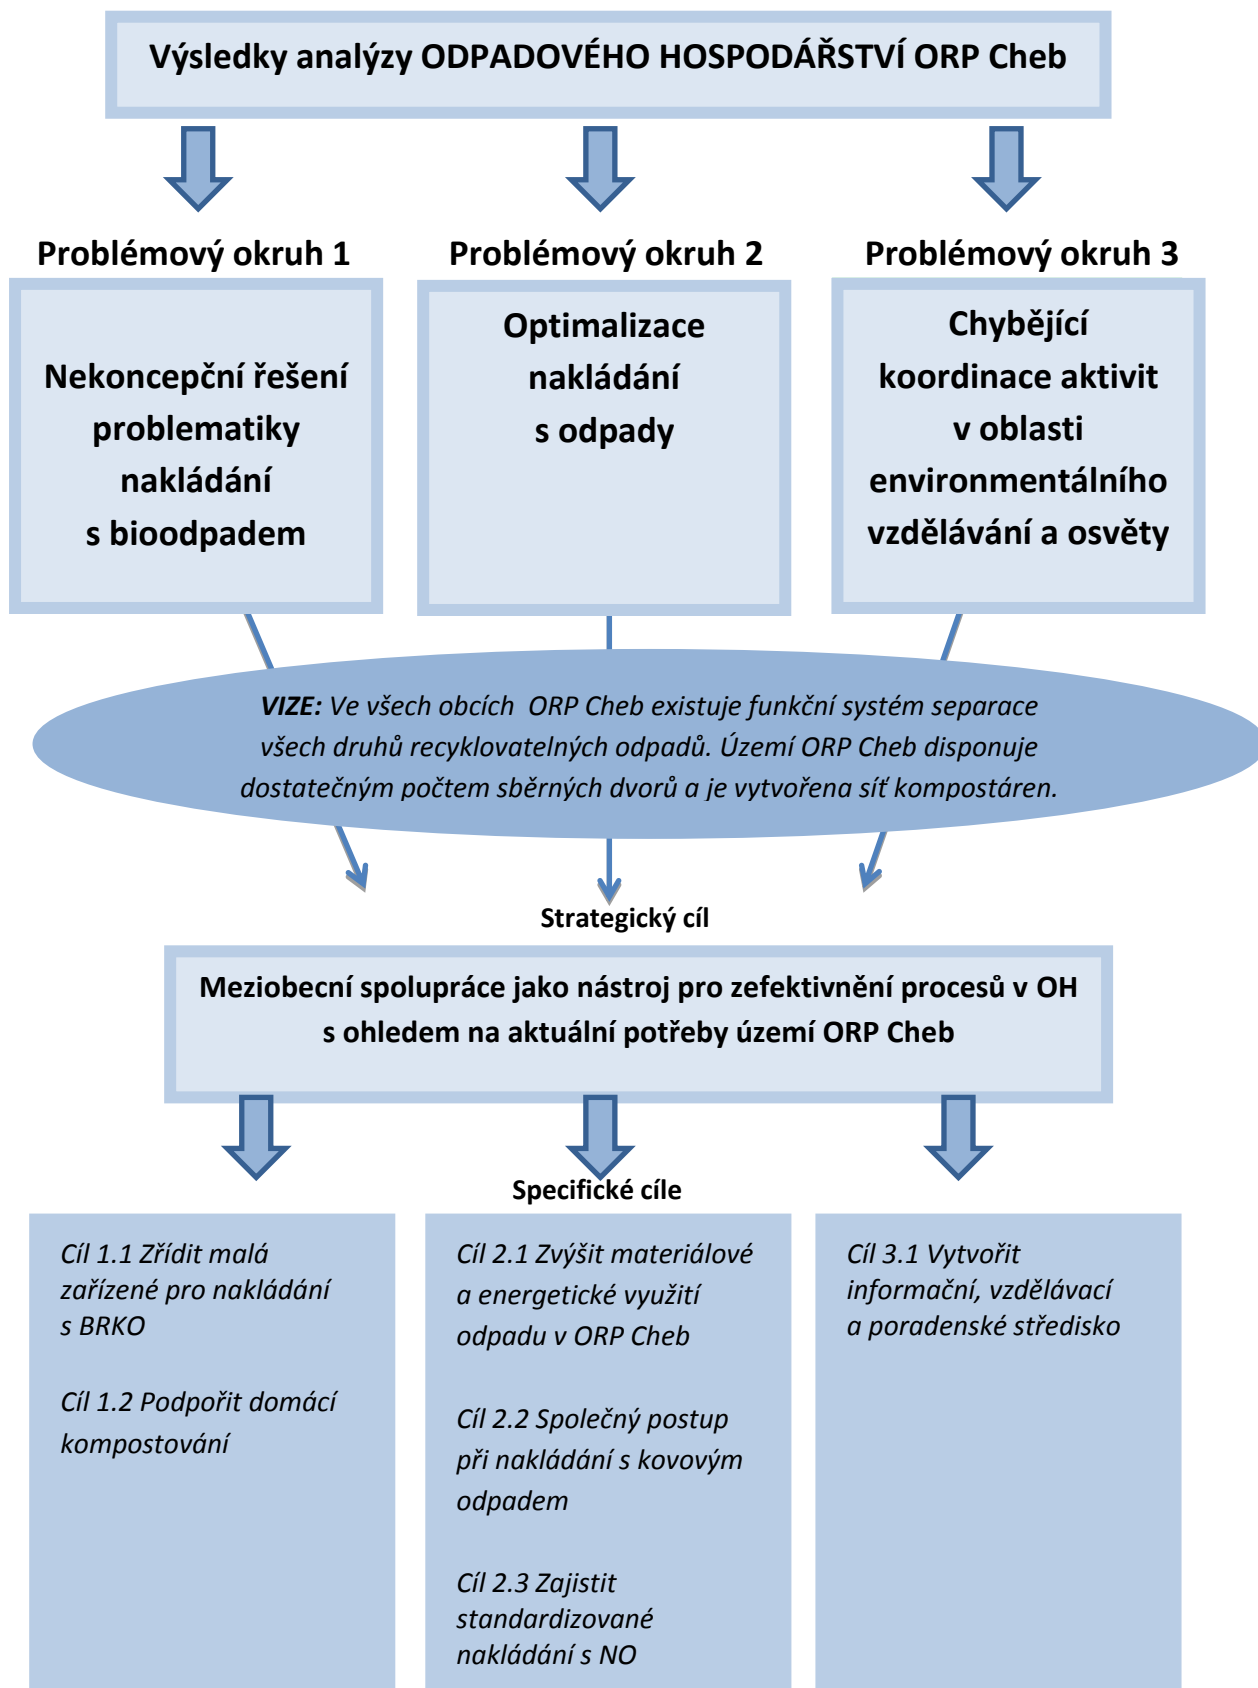 Výsledky analýzy ODPADOVÉHO HOSPODÁŘSTVÍ ORP Cheb
Problémový okruh 1
Nekoncepční řešení
problematiky
nakládání
s bioodpadem
Problémový okruh 2
Optimalizace
nakládání
s odpady
Problémový okruh 3
Chybějící
koordinace aktivit
v oblasti
environmentálního
vzdělávání a osvěty
VIZE: Ve všech obcích ORP Cheb existuje funkční systém separace
všech druhů recyklovatelných odpadů. Území ORP Cheb disponuje
dostatečným počtem sběrných dvorů a je vytvořena síť kompostáren.
Strategický cíl
Meziobecní spolupráce jako nástroj pro zefektivnění procesů v OH
s ohledem na aktuální potřeby území ORP Cheb
Specifické cíle
Cíl 1.1 Zřídit malá
zařízené pro nakládání
s BRKO
Cíl 1.2 Podpořit domácí
kompostování
Cíl 2.1 Zvýšit materiálové
a energetické využití
odpadu v ORP Cheb
Cíl 2.2 Společný postup
při nakládání s kovovým
odpadem
Cíl 2.3 Zajistit
standardizované
nakládání s NO
Cíl 3.1 Vytvořit
informační, vzdělávací
a poradenské středisko